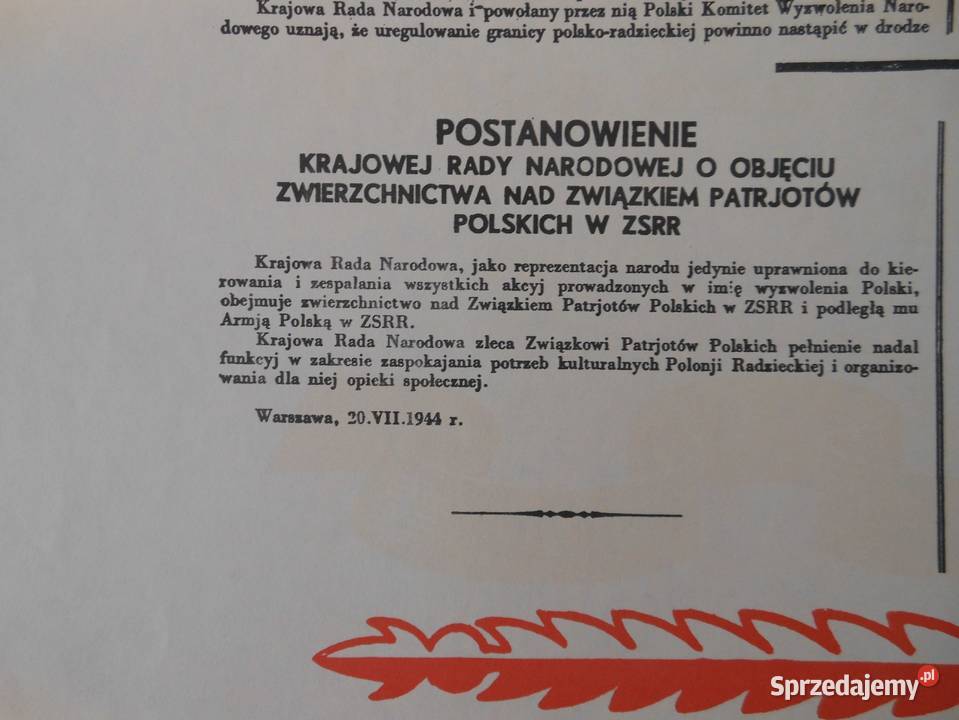 Krajowa Rada Narodowa i powołany przez nią Polski Komitet Wyzwolenia Naro-
dowego uznają, że uregulowanie granicy polsko-radzieckiej powinno nastąpić w drodze
POSTANOWIENIE
KRAJOWEJ RADY NARODOWEJ O OBJĘCIU
ZWIERZCHNICTWA NAD ZWIĄZKIEM PATRJOTÓW
POLSKICH W ZSRR
Krajowa Rada Narodowa, jako reprezentacja narodu jedynie uprawniona do kie-
rowania i zespalania wszystkich akcyj prowadzonych w imię wyzwolenia Polski,
obejmuje zwierzchnictwo nad Związkiem Patrjotów Polskich w ZSRR i podległą mu
Armją Polską w ZSRR.
Krajowa Rada Narodowa zleca Związkowi Patrjotów Polskich pełnienie nadal
funkcyj w zakresie zaspokajania potrzeb kulturalnych Polonji Radzieckiej i organizo-
wania dla niej opieki społecznej.
Warszawa, 20.VII.1944 r.
Sprzedajemy.pl